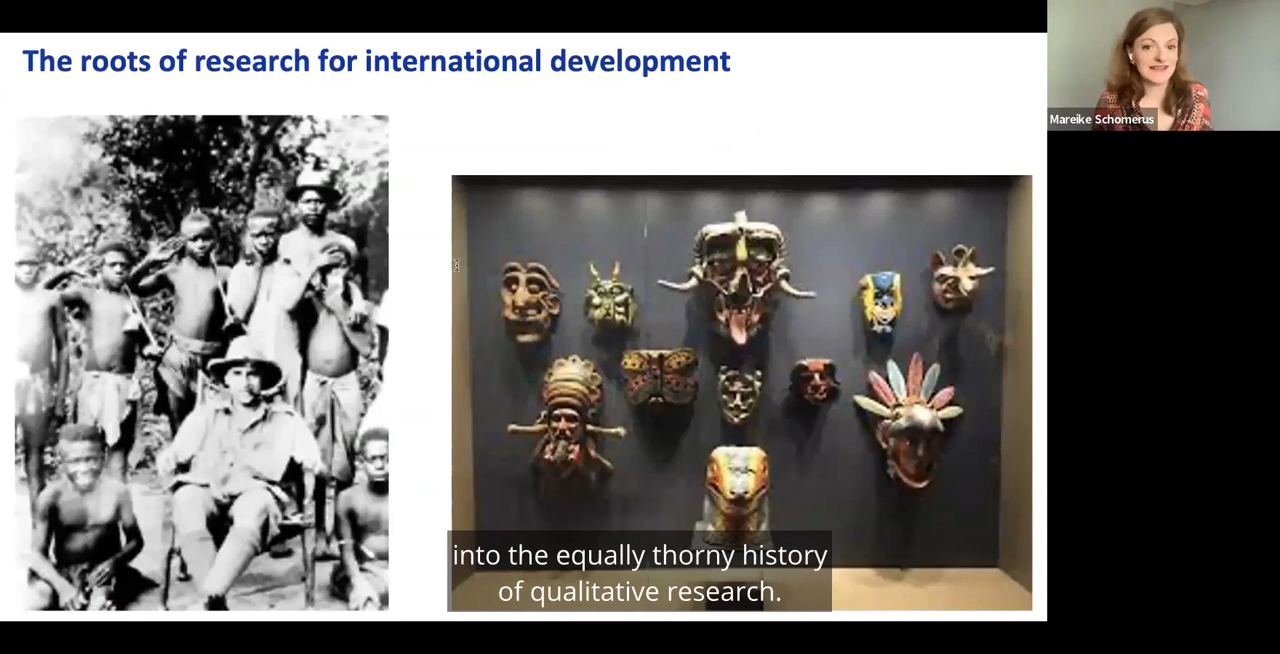 The roots of research for international development
Mareike Schomerus
into the equally thorny history
of qualitative research.